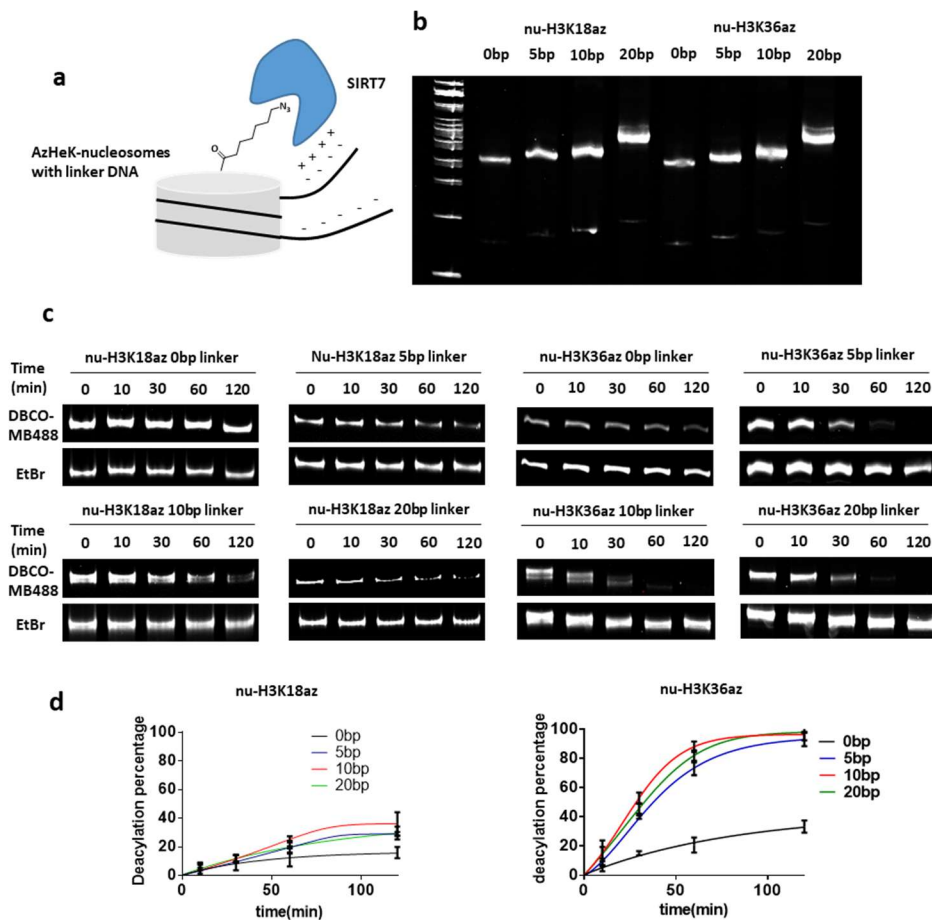 a
SIRT7
N3
O
AzHeK-nucleosomes
with linker DNA
+ + + + + +
- - - -
- - - - -
b
nu-H3K18az nu-H3K36az
0bp 5bp 10bp 20bp 0bp 5bp 10bp 20bp
c
nu-H3K18az 0bp linker Nu-H3K18az 5bp linker nu-H3K36az 0bp linker nu-H3K36az 5bp linker
Time
(min)
0 10 30 60 120 0 10 30 60 120 0 10 30 60 120 0 10 30 60 120
DBCO-
MB488
EtBr
nu-H3K18az 10bp linker nu-H3K18az 20bp linker nu-H3K36az 10bp linker nu-H3K36az 20bp linker
Time
(min)
0 10 30 60 120 0 10 30 60 120 0 10 30 60 120 0 10 30 60 120
DBCO-
MB488
EtBr
d
nu-H3K18az
Deacylation percentage
100
80
60
40
20
0
0 50 100
time(min)
0bp
5bp
10bp
20bp
nu-H3K36az
deacylation percentage
100
80
60
40
20
0
0 50 100
time(min)
0bp
5bp
10bp
20bp